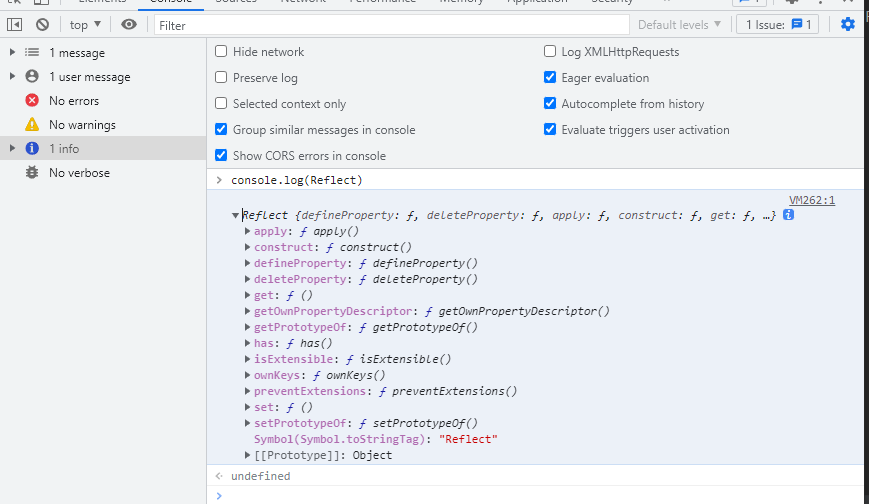 Elements Console Sources Network Performance Memory Application Security
top Filter Default levels 1 Issue: 1
1 message
1 user message
No errors
No warnings
1 info
No verbose
Hide network Log XMLHttpRequests
Preserve log Eager evaluation
Selected context only Autocomplete from history
Group similar messages in console Evaluate triggers user activation
Show CORS errors in console
console.log(Reflect)
VM262:1
Reflect {defineProperty: ƒ, deleteProperty: ƒ, apply: ƒ, construct: ƒ, get: ƒ, …}
apply: ƒ apply()
construct: ƒ construct()
defineProperty: ƒ defineProperty()
deleteProperty: ƒ deleteProperty()
get: ƒ ()
getOwnPropertyDescriptor: ƒ getOwnPropertyDescriptor()
getPrototypeOf: ƒ getPrototypeOf()
has: ƒ has()
isExtensible: ƒ isExtensible()
ownKeys: ƒ ownKeys()
preventExtensions: ƒ preventExtensions()
set: ƒ ()
setPrototypeOf: ƒ setPrototypeOf()
Symbol(Symbol.toStringTag): "Reflect"
[[Prototype]]: Object
undefined